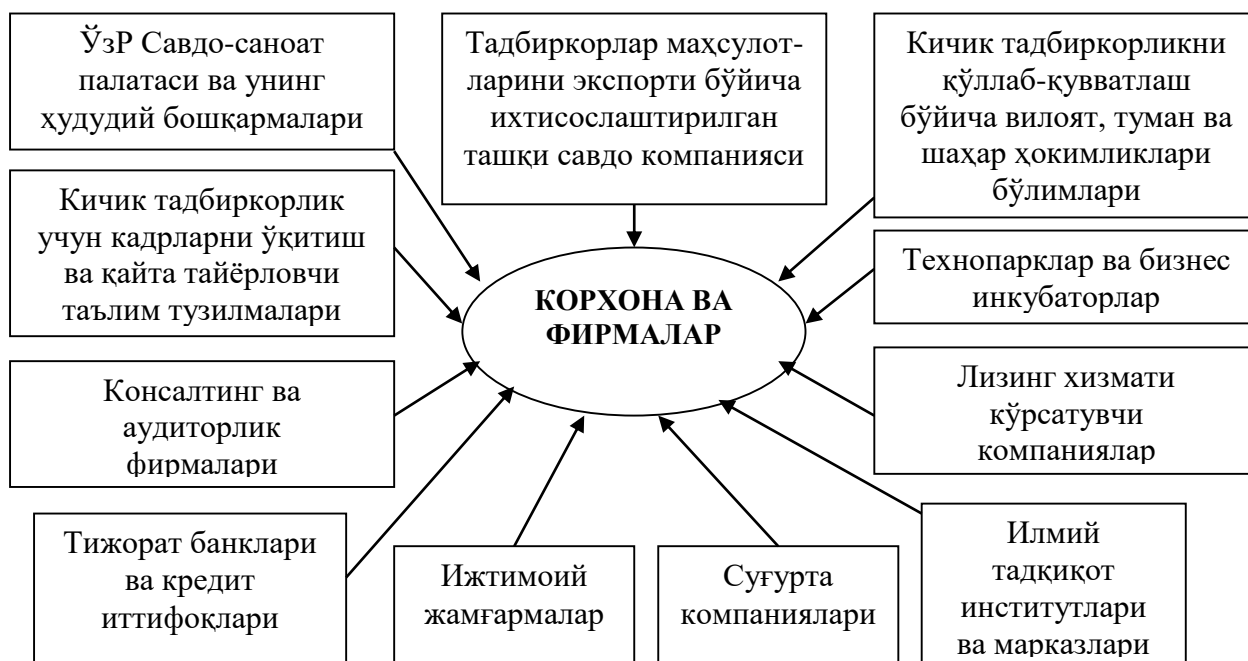 ЎзР Савдо-саноат
палатаси ва унинг
ҳудудий бошқармалари
Тадбиркорлар маҳсулот-
ларини экспорти бўйича
ихтисослаштирилган
ташқи савдо компанияси
Кичик тадбиркорликни
қўллаб-қувватлаш
бўйича вилоят, туман ва
шаҳар ҳокимликлари
бўлимлари
Кичик тадбиркорлик
учун кадрларни ўқитиш
ва қайта тайёрловчи
таълим тузилмалари
КОРХОНА ВА
ФИРМАЛАР
Технопарклар ва бизнес
инкубаторлар
Консалтинг ва
аудиторлик
фирмалари
Лизинг хизмати
кўрсатувчи
компаниялар
Тижорат банклари
ва кредит
иттифоқлари
Ижтимоий
жамғармалар
Суғурта
компаниялари
Илмий
тадқиқот
институтлари
ва марказлари